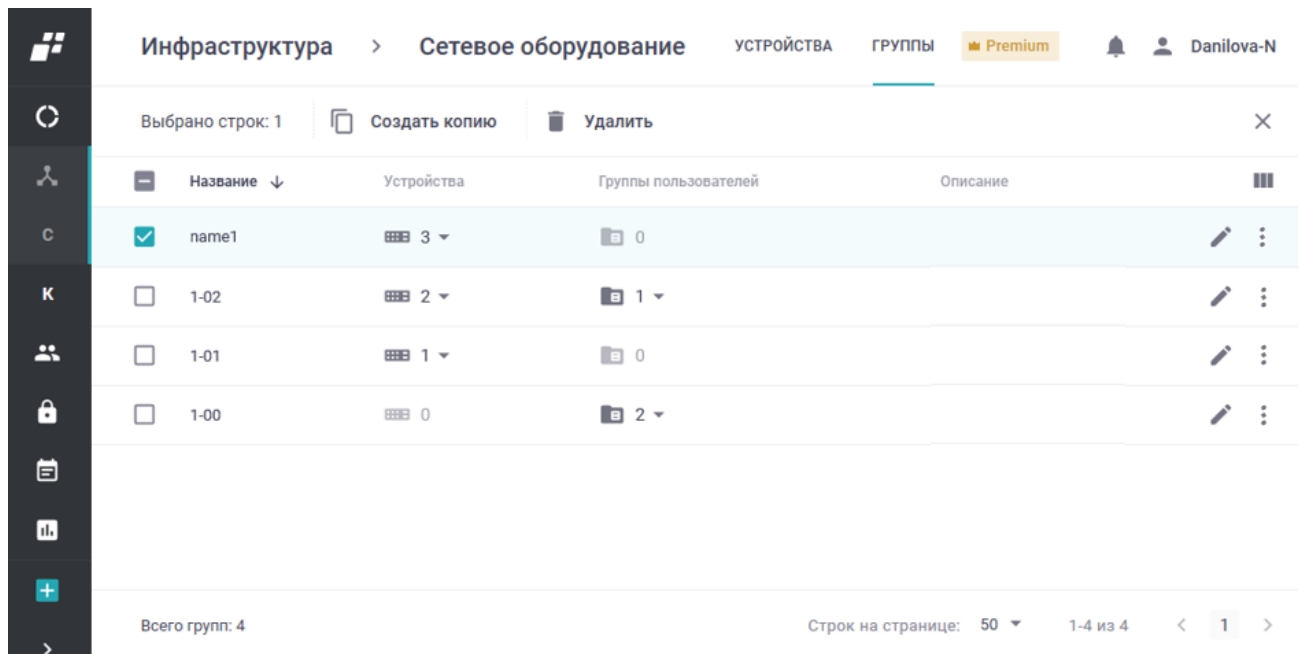 Инфраструктура > Сетевое оборудование УСТРОЙСТВА ГРУППЫ Premium Danilova-N
Выбрано строк: 1 Создать копию Удалить
Название Устройства Группы пользователей Описание
С
name1 3 0
К
1-02 2 1
1-01 1 0
1-00 0 2
Всего групп: 4 Строк на странице: 50 1-4 из 4 < 1 >